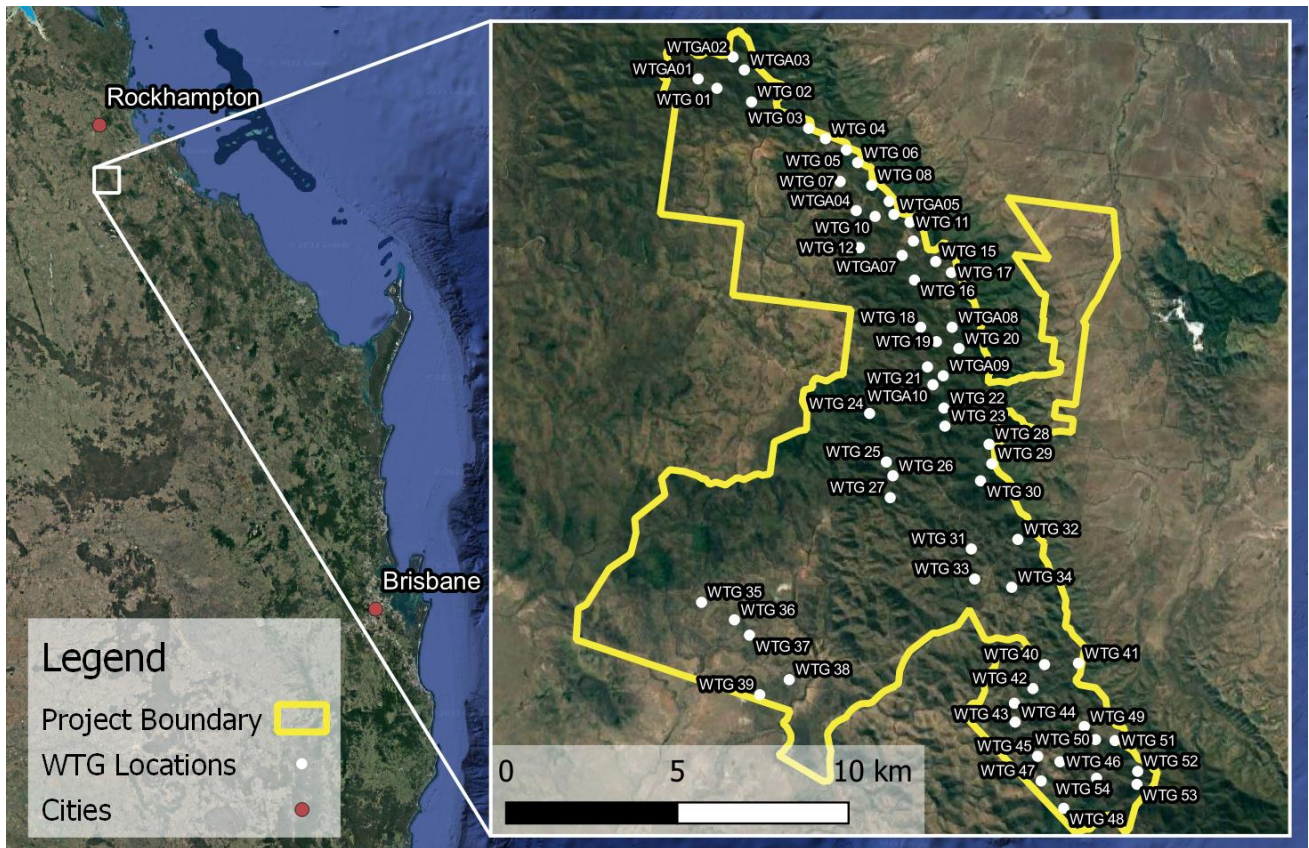 Rockhampton
Brisbane
Legend
Project Boundary
WTG Locations
Cities
WTGA02
WTGA03
WTGA01
WTG 01
WTG 02
WTG 03
WTG 04
WTG 05
WTG 06
WTG 07
WTG 08
WTGA04
WTGA05
WTG 10
WTG 11
WTG 12
WTG 15
WTGA07
WTG 17
WTG 16
WTG 18
WTGA08
WTG 19
WTG 20
WTGA09
WTG 21
WTGA10
WTG 24
WTG 22
WTG 23
WTG 28
WTG 25
WTG 26
WTG 29
WTG 27
WTG 30
WTG 32
WTG 31
WTG 33
WTG 34
WTG 35
WTG 36
WTG 37
WTG 38
WTG 39
WTG 40
WTG 41
WTG 42
WTG 43
WTG 44
WTG 49
WTG 45
WTG 50
WTG 51
WTG 46
WTG 52
WTG 47
WTG 54
WTG 53
WTG 48
0 5 10 km